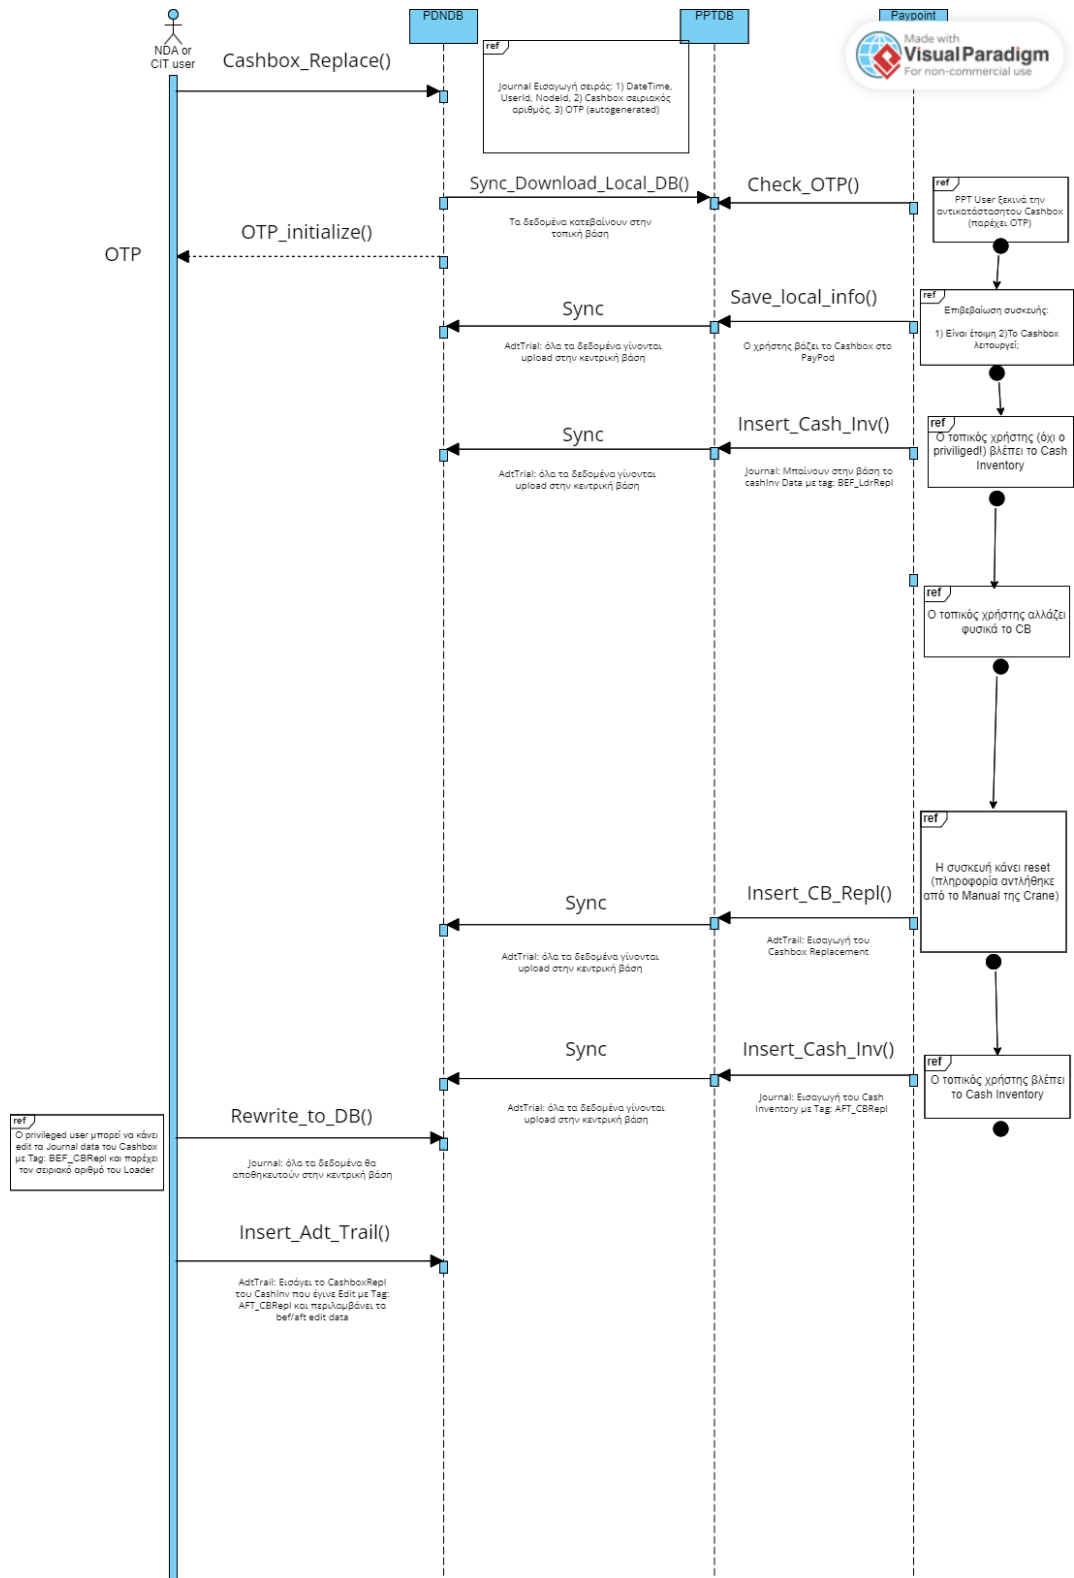 PDNDB
PPTDB
Paypoint
Made with
Visual Paradigm
For non-commercial use
NDA or
CIT user
Cashbox_Replace()
ref
Journal Εισαγωγή σειράς: 1) DateTime,
UserId, NodeId, 2) Cashbox σειριακός
αριθμός, 3) OTP (autogenerated)
Sync_Download_Local_DB()
Τα δεδομένα κατεβαίνουν στην
τοπική βάση
Check_OTP()
ref
PPT User ξεκινά την
αντικατάστασητου Cashbox
(παρέχει OTP)
OTP
OTP_initialize()
Sync
AdtTrial: όλα τα δεδομένα γίνονται
upload στην κεντρική βάση
Save_local_info()
Ο χρήστης βάζει το Cashbox στο
PayPod
ref
Επιβεβαίωση συσκευής:
1) Είναι έτοιμη 2)Το Cashbox
λειτουργεί;
Sync
AdtTrial: όλα τα δεδομένα γίνονται
upload στην κεντρική βάση
Insert_Cash_Inv()
Journal: Μπαίνουν στην βάση το
cashInv Data με tag: BEF_LdrRepl
ref
Ο τοπικός χρήστης (όχι ο
priviliged!) βλέπει το Cash
Inventory
ref
Ο τοπικός χρήστης αλλάζει
φυσικά το CB
ref
Η συσκευή κάνει reset
(πληροφορία αντλήθηκε
από το Manual της Crane)
Sync
AdtTrial: όλα τα δεδομένα γίνονται
upload στην κεντρική βάση
Insert_CB_Repl()
AdtTrail: Εισαγωγή του
Cashbox Replacement
Sync
AdtTrial: όλα τα δεδομένα γίνονται
upload στην κεντρική βάση
Insert_Cash_Inv()
Journal: Εισαγωγή του Cash
Inventory με Tag: AFT_CBRepl
ref
Ο τοπικός χρήστης βλέπει
το Cash Inventory
ref
Ο privileged user μπορεί να κάνει
edit τα Journal data του Cashbox
με Tag: BEF_CBRepl και παρέχει
τον σειριακό αριθμό του Loader
Rewrite_to_DB()
Journal: όλα τα δεδομένα θα
αποθηκευτούν στην κεντρική βάση
Insert_Adt_Trail()
AdtTrail: Εισάγει το CashboxRepl
του CashInv που έγινε Edit με Tag:
AFT_CBRepl και περιλαμβάνει τα
bef/aft edit data